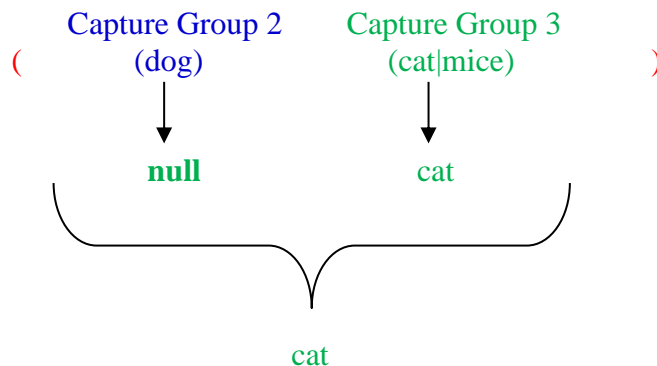 Capture Group 2 Capture Group 3
( (dog) (cat|mice) )
null cat
cat